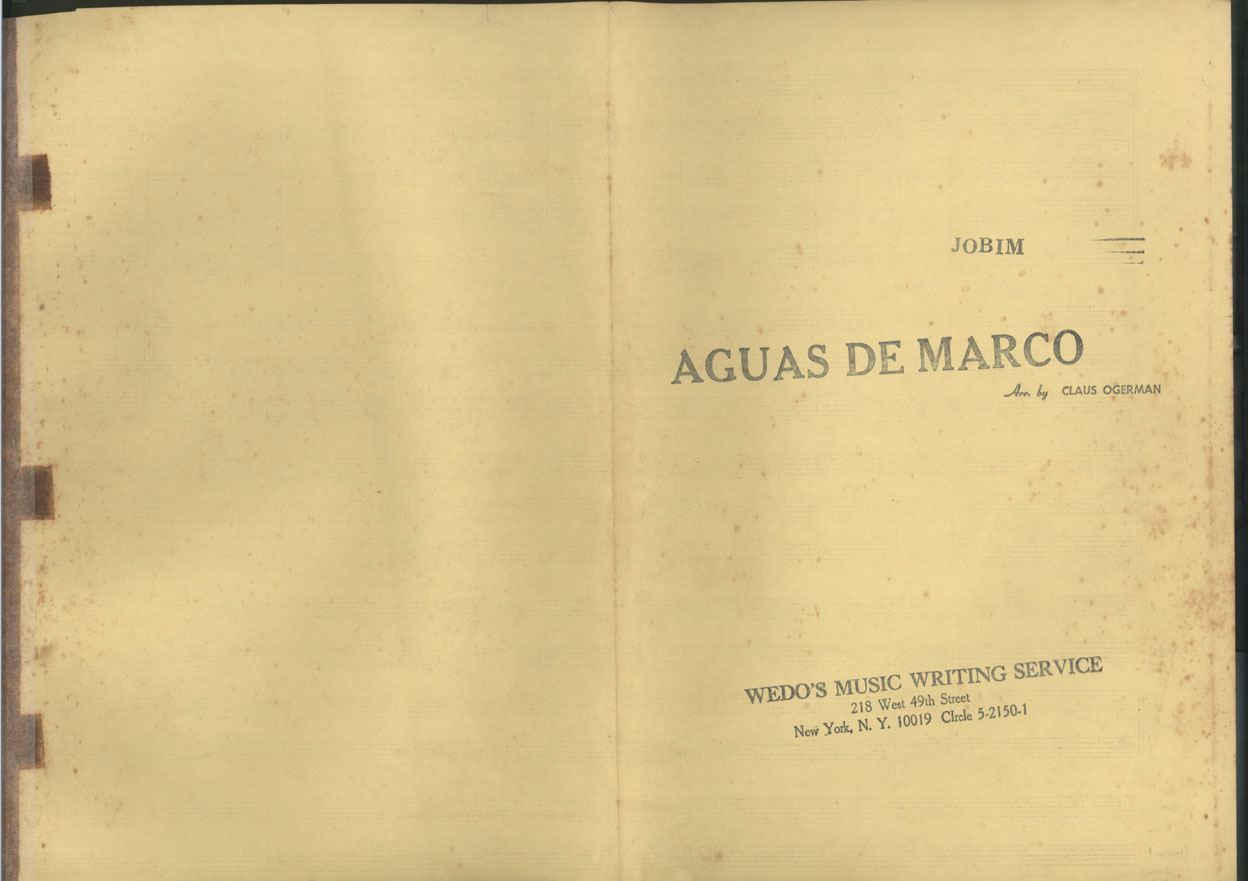 JOBIM
AGUAS DE MARCO
Arr. by CLAUS OGERMAN
WEDO'S MUSIC WRITING SERVICE
218 West 49th Street
New York, N. Y. 10019 CIrcle 5-2150-1